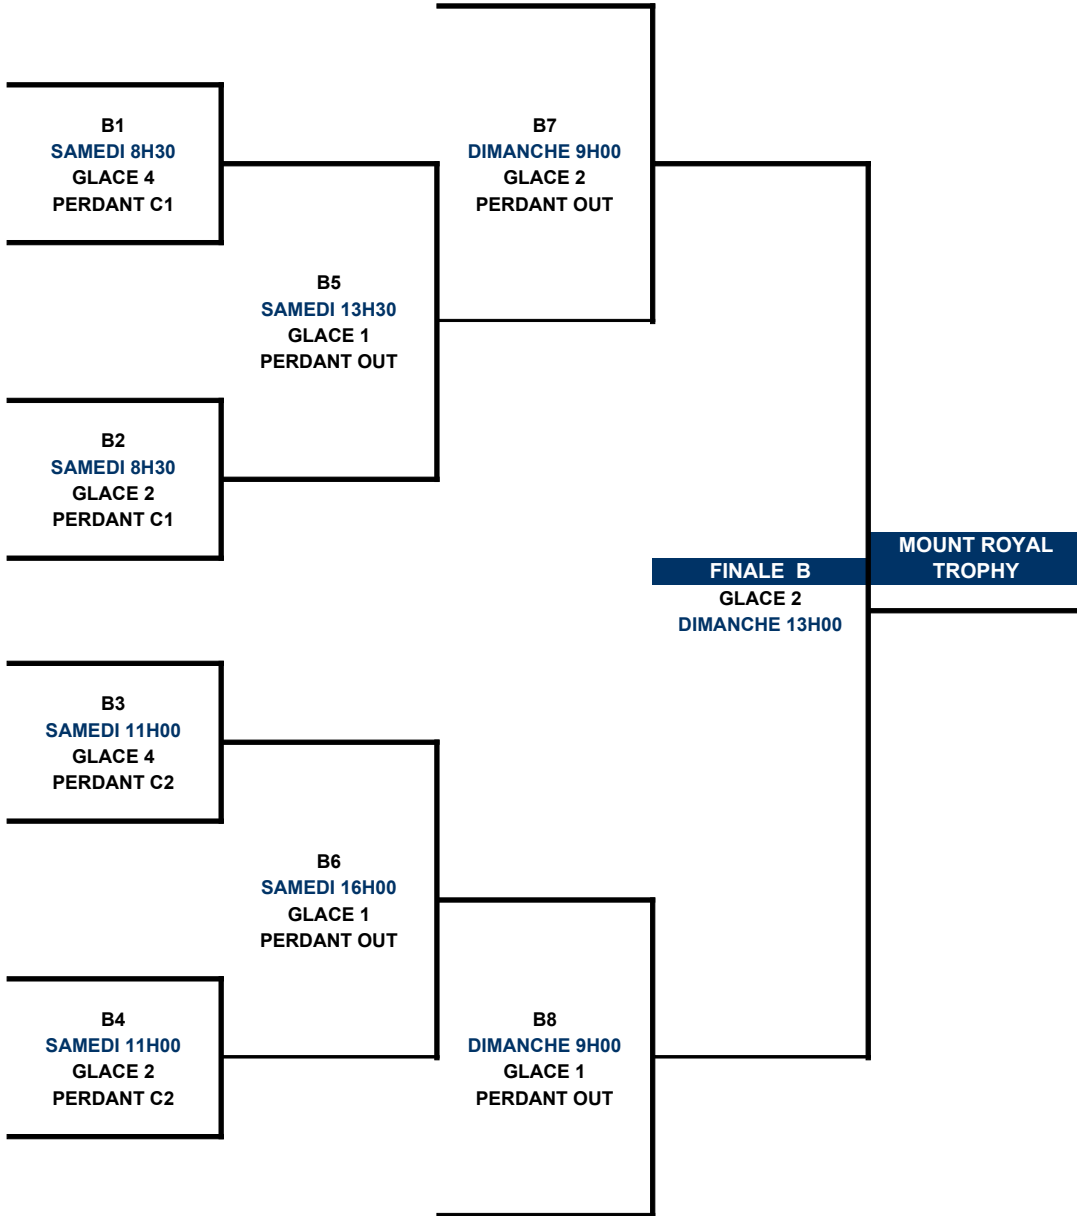 B1
SAMEDI 8H30
GLACE 4
PERDANT C1
B7
DIMANCHE 9H00
GLACE 2
PERDANT OUT
B5
SAMEDI 13H30
GLACE 1
PERDANT OUT
B2
SAMEDI 8H30
GLACE 2
PERDANT C1
MOUNT ROYAL
TROPHY
FINALE B
GLACE 2
DIMANCHE 13H00
B3
SAMEDI 11H00
GLACE 4
PERDANT C2
B6
SAMEDI 16H00
GLACE 1
PERDANT OUT
B4
SAMEDI 11H00
GLACE 2
PERDANT C2
B8
DIMANCHE 9H00
GLACE 1
PERDANT OUT